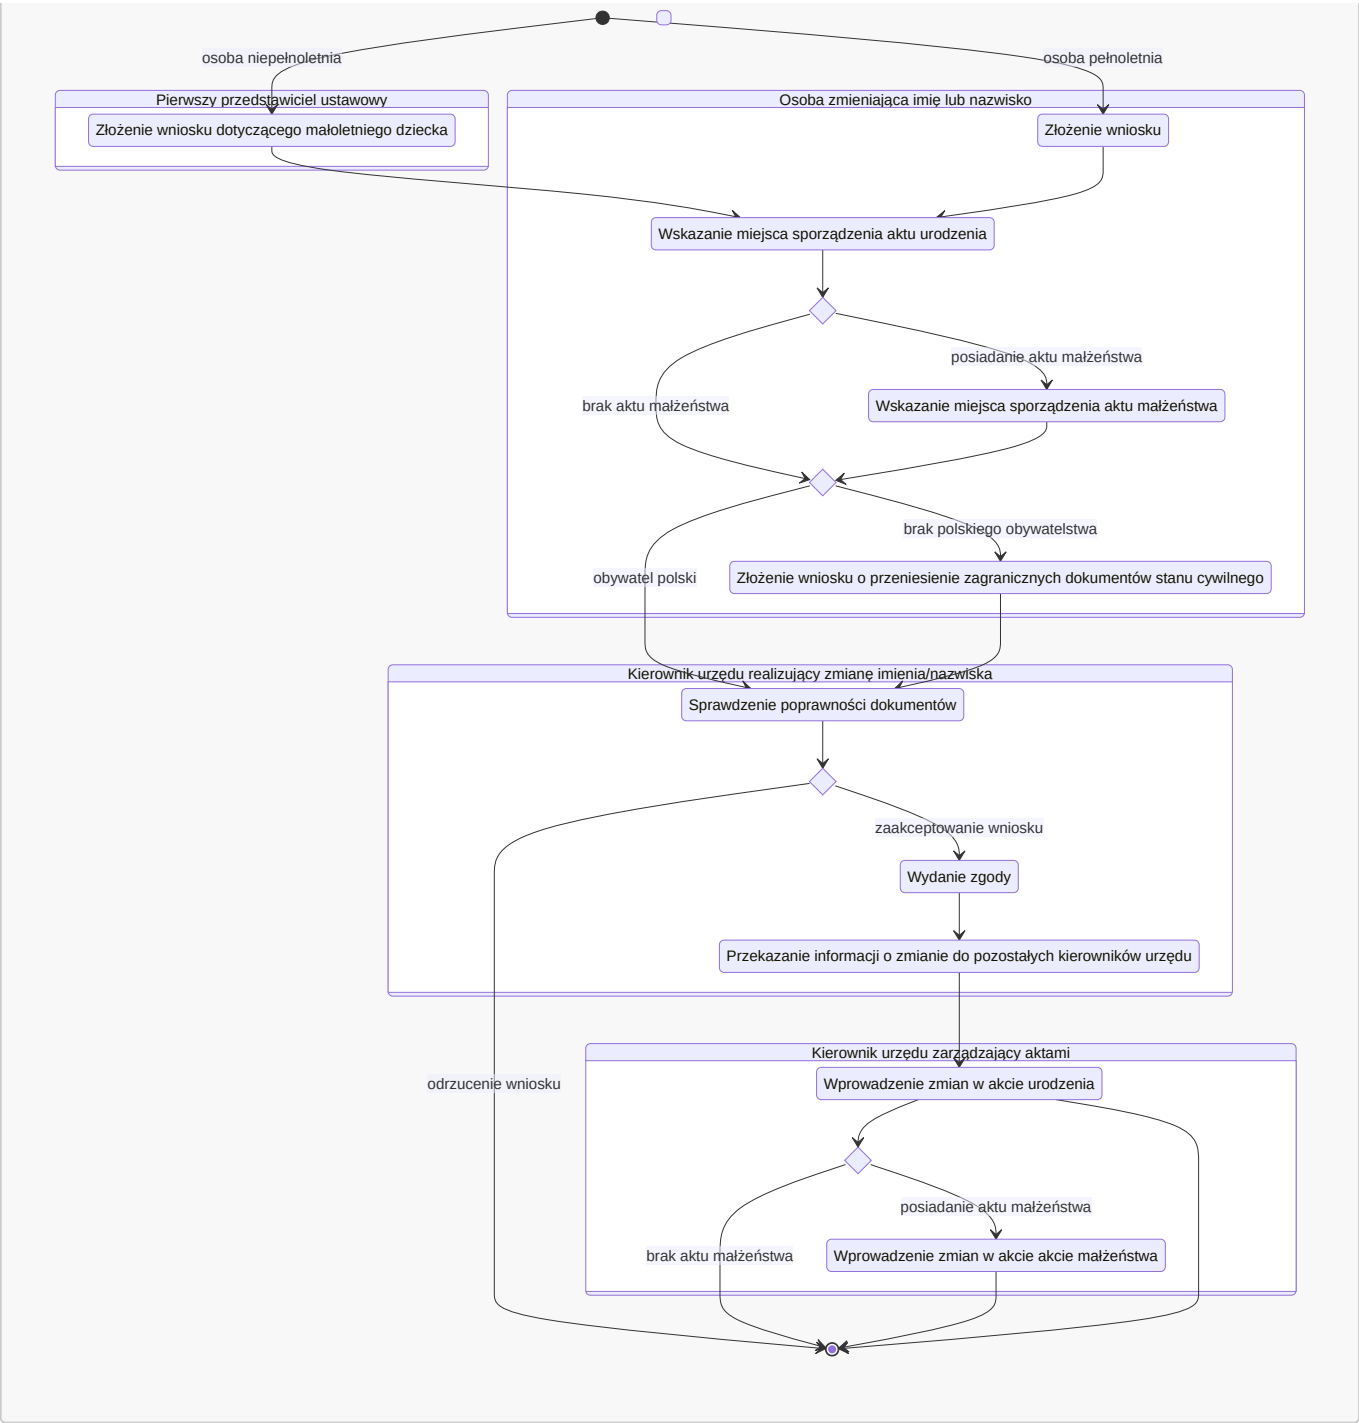 osoba niepełnoletnia
osoba pełnoletnia
Pierwszy przedstawiciel ustawowy
Osoba zmieniająca imię lub nazwisko
Złożenie wniosku dotyczącego małoletniego dziecka
Złożenie wniosku
Wskazanie miejsca sporządzenia aktu urodzenia
posiadanie aktu małżeństwa
brak aktu małżeństwa
Wskazanie miejsca sporządzenia aktu małżeństwa
brak polskiego obywatelstwa
obywatel polski
Złożenie wniosku o przeniesienie zagranicznych dokumentów stanu cywilnego
Kierownik urzędu realizujący zmianę imienia/nazwiska
Sprawdzenie poprawności dokumentów
zaakceptowanie wniosku
Wydanie zgody
Przekazanie informacji o zmianie do pozostałych kierowników urzędu
Kierownik urzędu zarządzający aktami
odrzucenie wniosku
Wprowadzenie zmian w akcie urodzenia
posiadanie aktu małżeństwa
brak aktu małżeństwa
Wprowadzenie zmian w akcie akcie małżeństwa